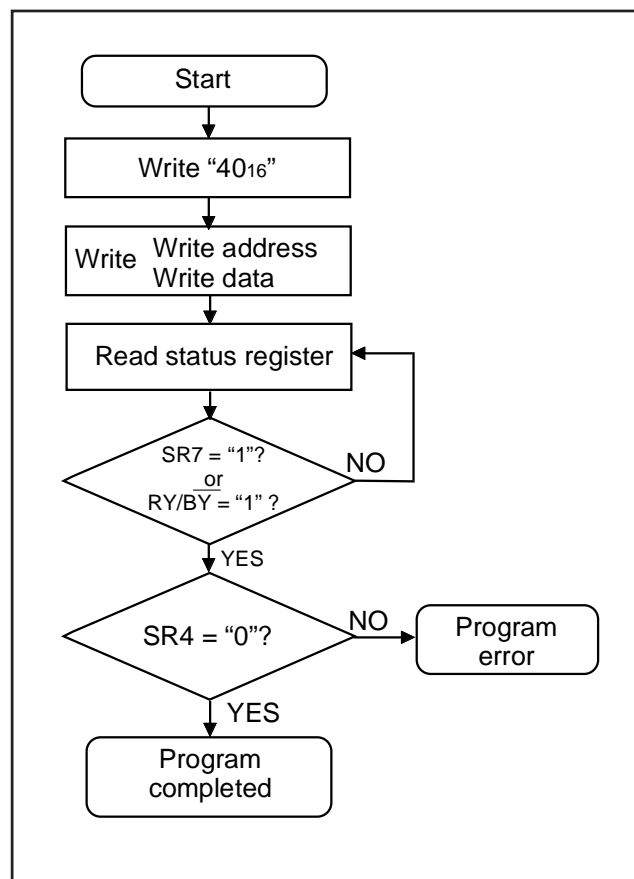 Start
Write “40₁₆”
Write Write address
Write data
Read status register
SR7 = “1”?
or
RY/B̅Y̅ = “1” ?
NO
YES
SR4 = “0”?
NO
Program
error
YES
Program
completed